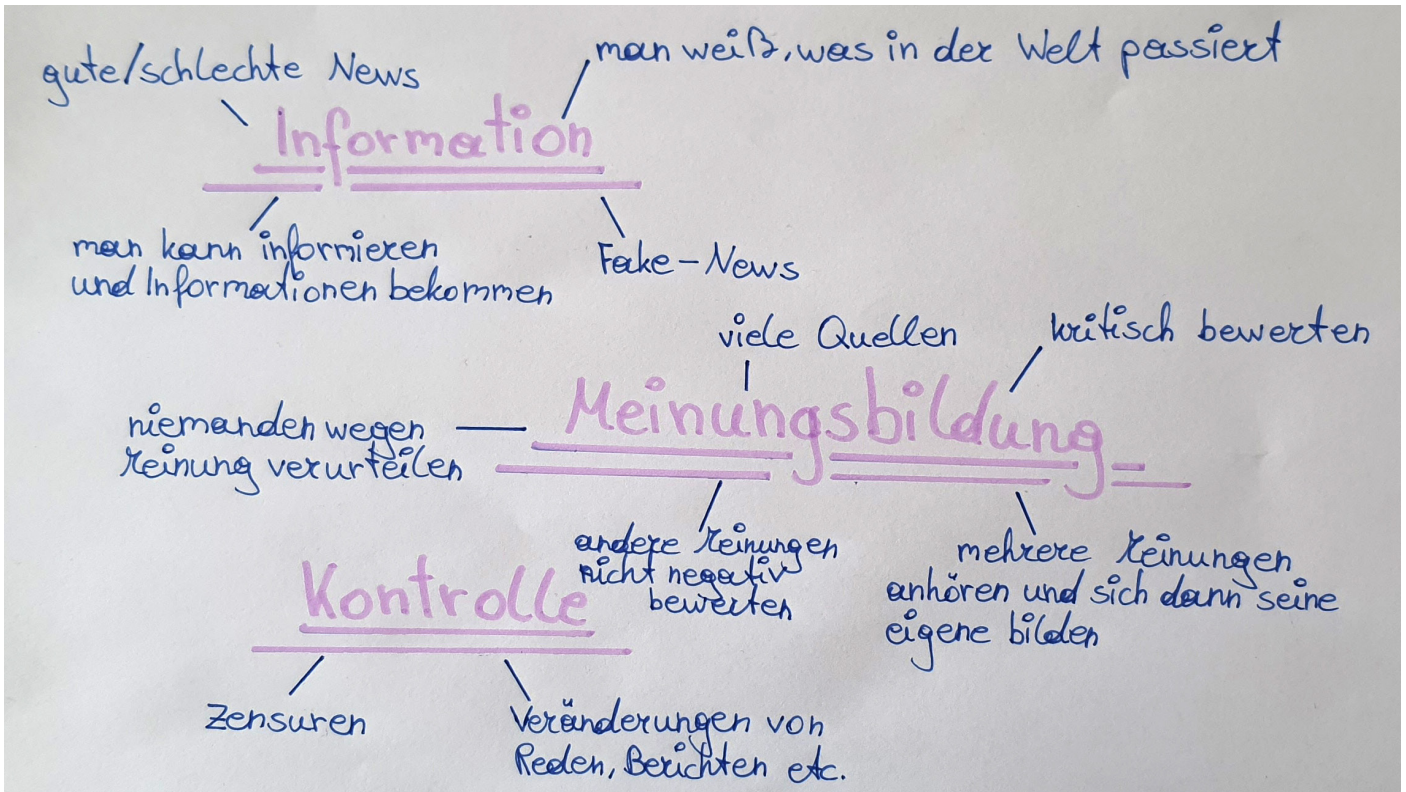 gute/schlechte News
man weiß, was in der Welt passiert
Information
man kann informieren
und Informationen bekommen
Fake-News
viele Quellen
kritisch bewerten
Meinungsbildung
niemanden wegen
Meinung verurteilen
andere Meinungen
nicht negativ
bewerten
mehrere Meinungen
anhören und sich dann seine
eigene bilden
Kontrolle
Zensuren
Veränderungen von
Reden, Berichten etc.